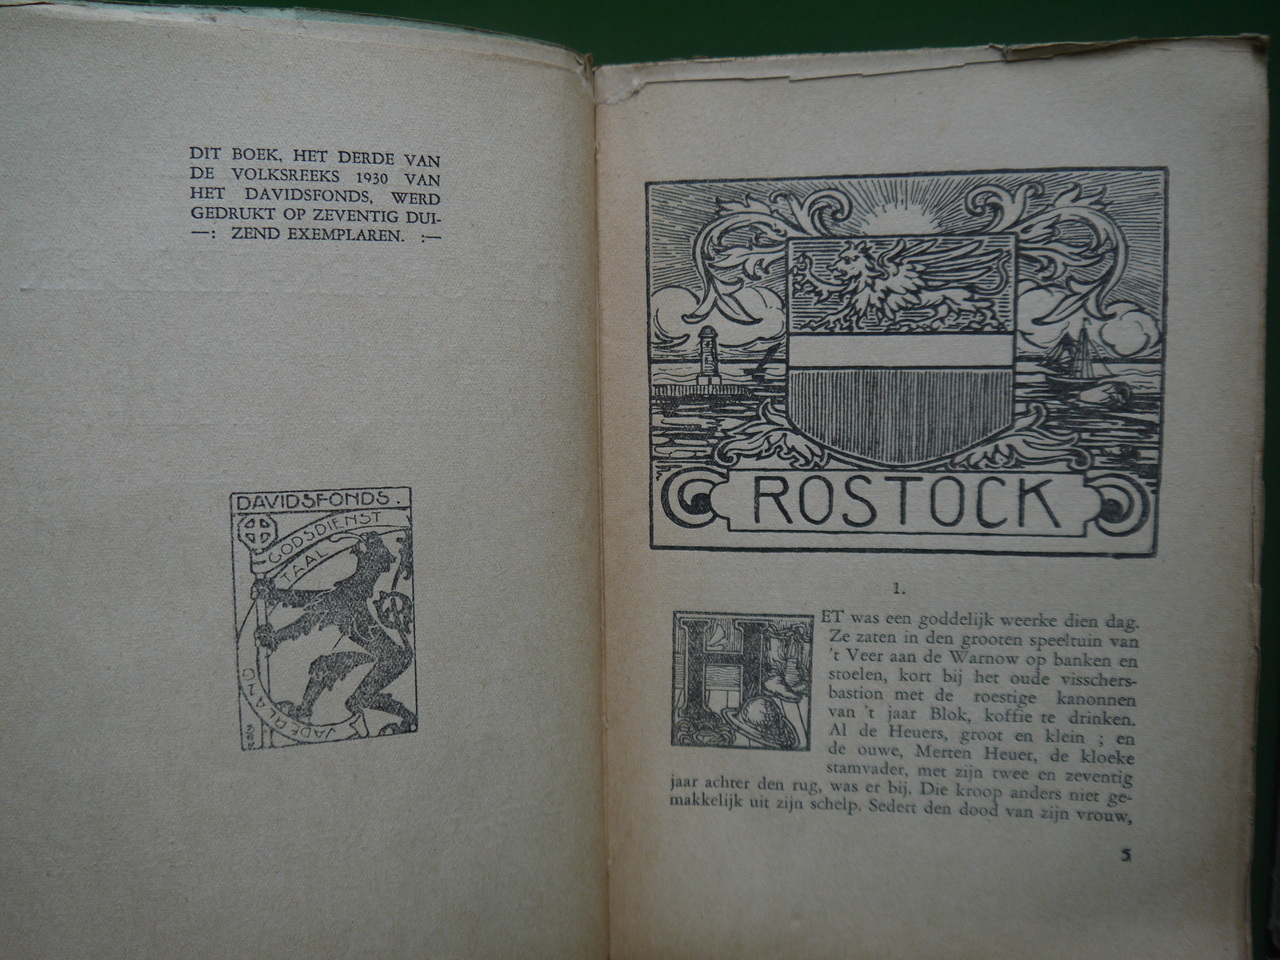 DIT BOEK, HET DERDE VAN
DE VOLKSREEKS 1930 VAN
HET DAVIDSFONDS, WERD
GEDRUKT OP ZEVENTIG DUI-
—: ZEND EXEMPLAREN. :—
DAVIDSFONDS.
GODSDIENST
TAAL
VADERLAND
ROSTOCK
1.
HET was een goddelijk weerke dien dag.
Ze zaten in den grooten speeltuin van
't Veer aan de Warnow op banken en
stoelen, kort bij het oude visschers-
bastion met de roestige kanonnen
van 't jaar Blok, koffie te drinken.
Al de Heuers, groot en klein ; en
de ouwe, Merten Heuer, de kloeke
stamvader, met zijn twee en zeventig
jaar achter den rug, was er bij. Die kroop anders niet ge-
makkelijk uit zijn schelp. Sedert den dood van zijn vrouw,
5